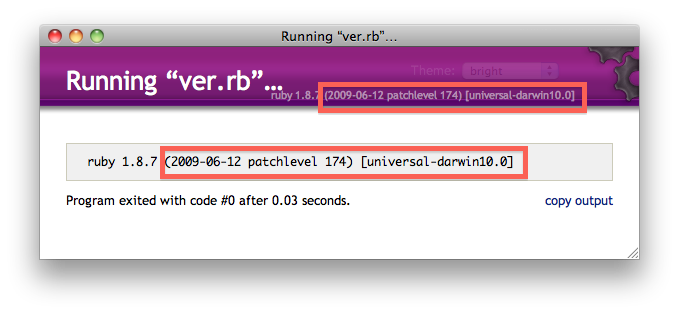 Running “ver.rb”...
Theme: bright
Running “ver.rb”...
ruby 1.8.7 (2009-06-12 patchlevel 174) [universal-darwin10.0]
ruby 1.8.7 (2009-06-12 patchlevel 174) [universal-darwin10.0]
Program exited with code #0 after 0.03 seconds. copy output